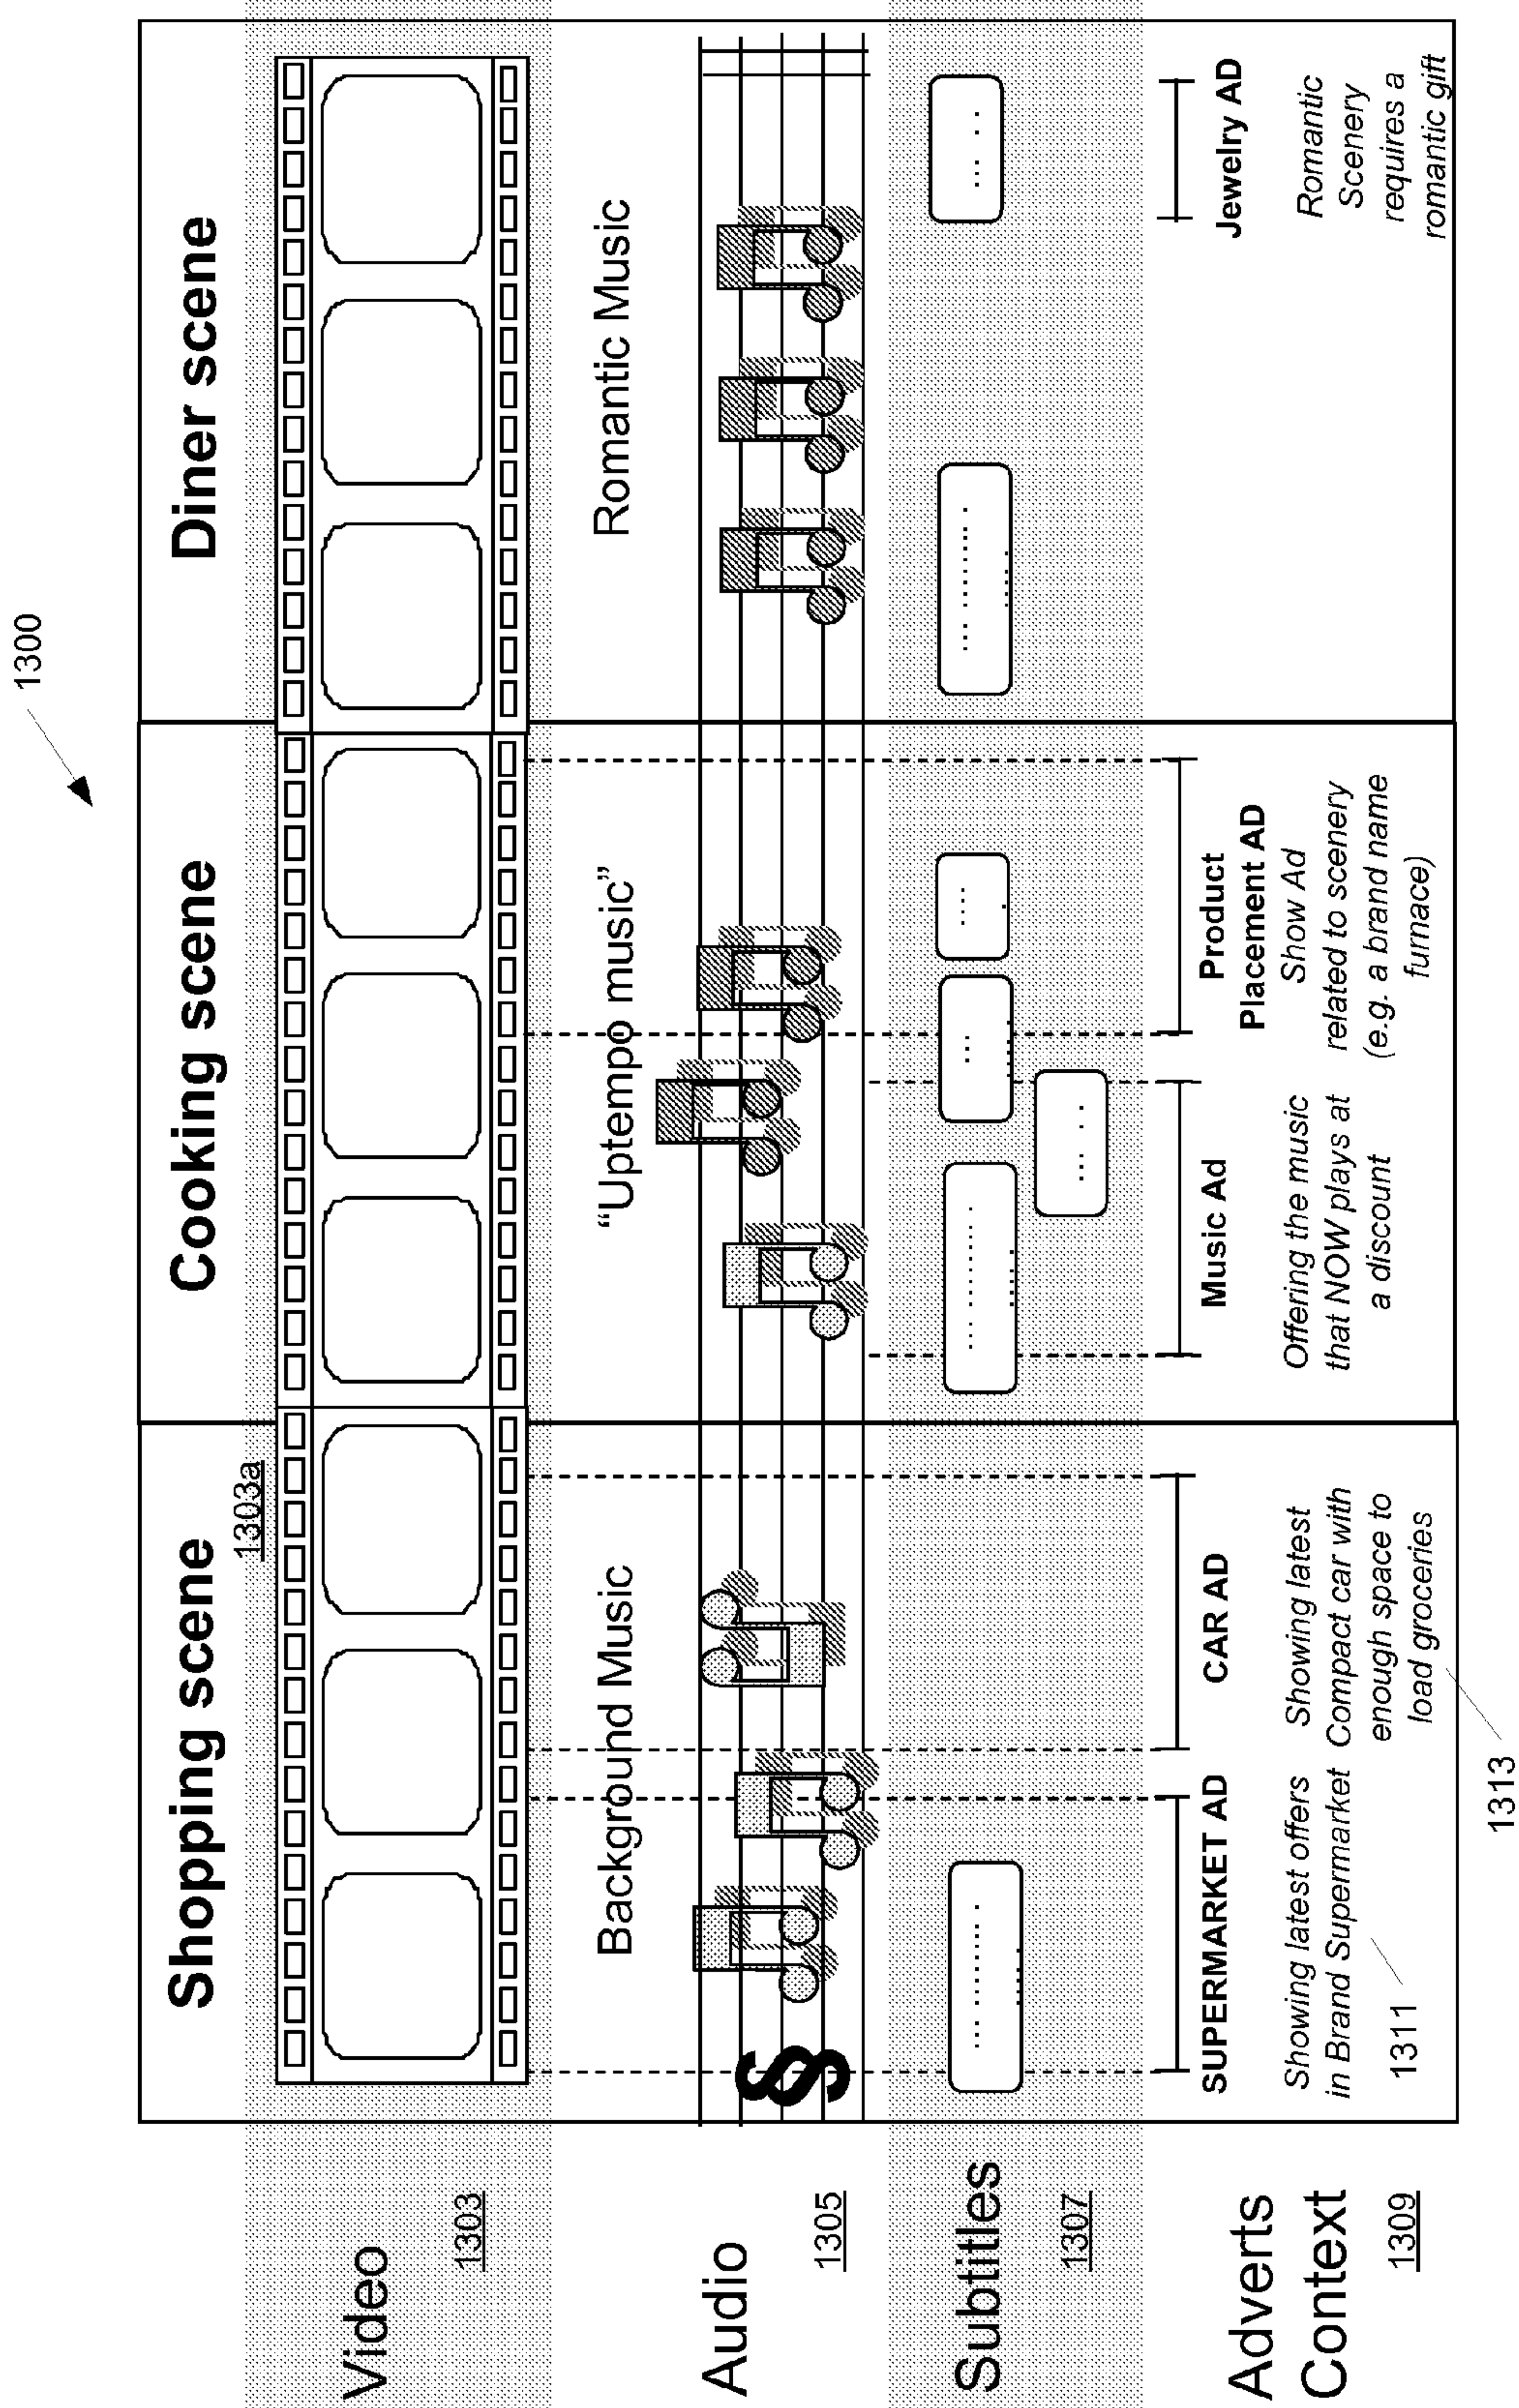 1300
Shopping scene
Cooking scene
Diner scene
1303a
Video
1303
Background Music
“Uptempo music”
Romantic Music
Audio
1305
§
Subtitles
1307
Adverts
Context
1309
SUPERMARKET AD
Showing latest offers
in Brand Supermarket
1311
CAR AD
Showing latest
Compact car with
enough space to
load groceries
1313
Music Ad
Offering the music
that NOW plays at
a discount
Product
Placement AD
Show Ad
related to scenery
(e.g. a brand name
furnace)
Jewelry AD
Romantic
Scenery
requires a
romantic gift